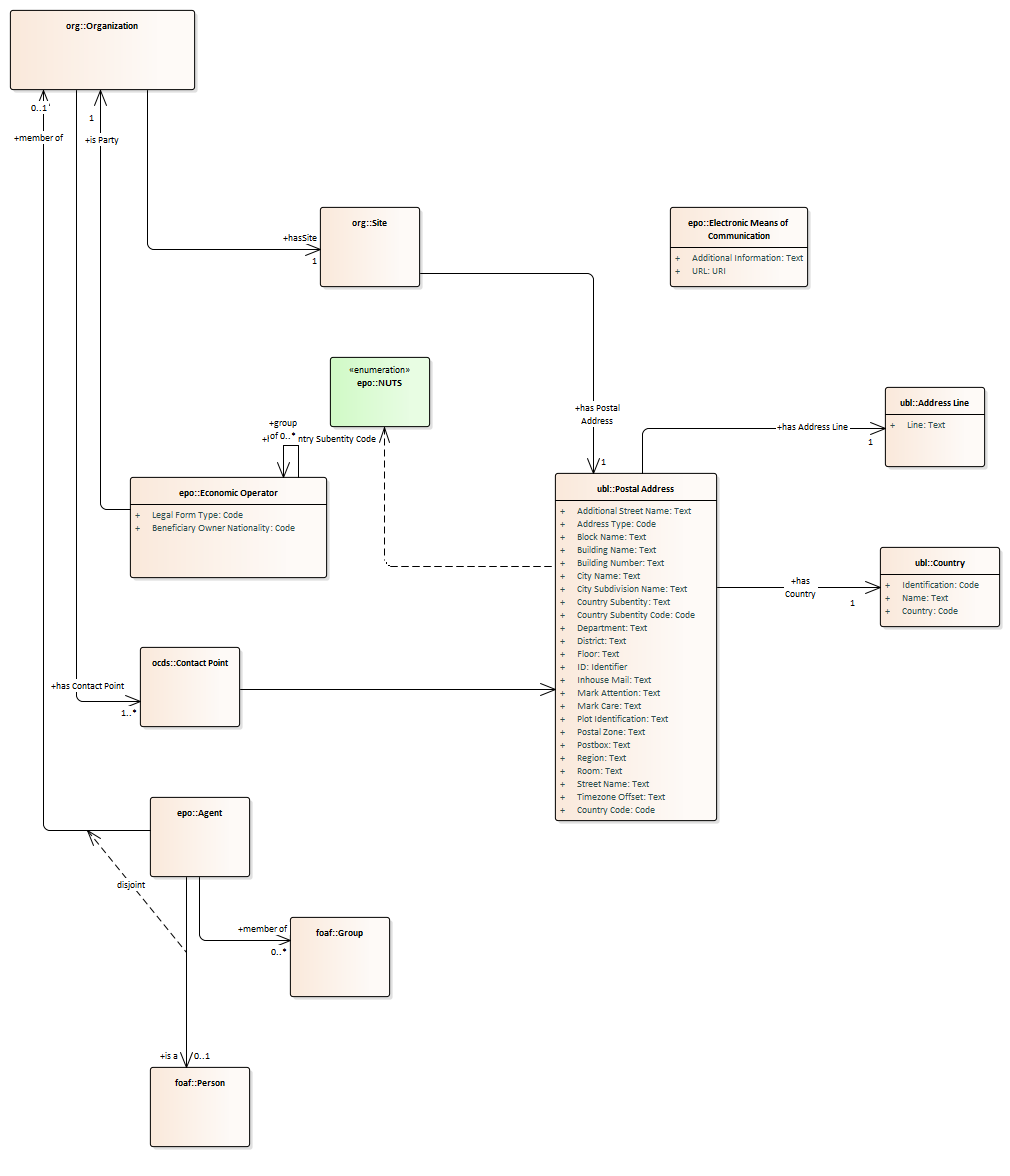 org::Organization
0..1
+member of
1
+is Party
+hasSite
1
org::Site
epo::Electronic Means of
Communication
+ Additional Information: Text
+ URL: URI
«enumeration»
epo::NUTS
+group
of 0..*
ntry Subentity Code
+has Postal
Address
1
+has Address Line
1
ubl::Address Line
+ Line: Text
epo::Economic Operator
+ Legal Form Type: Code
+ Beneficiary Owner Nationality: Code
ubl::Postal Address
+ Additional Street Name: Text
+ Address Type: Code
+ Block Name: Text
+ Building Name: Text
+ Building Number: Text
+ City Name: Text
+ City Subdivision Name: Text
+ Country Subentity: Text
+ Country Subentity Code: Code
+ Department: Text
+ District: Text
+ Floor: Text
+ ID: Identifier
+ Inhouse Mail: Text
+ Mark Attention: Text
+ Mark Care: Text
+ Plot Identification: Text
+ Postal Zone: Text
+ Postbox: Text
+ Region: Text
+ Room: Text
+ Street Name: Text
+ Timezone Offset: Text
+ Country Code: Code
+has
Country
1
ubl::Country
+ Identification: Code
+ Name: Text
+ Country: Code
+has Contact Point
1..*
ocds::Contact Point
epo::Agent
disjoint
+member of
0..*
foaf::Group
+is a
0..1
foaf::Person